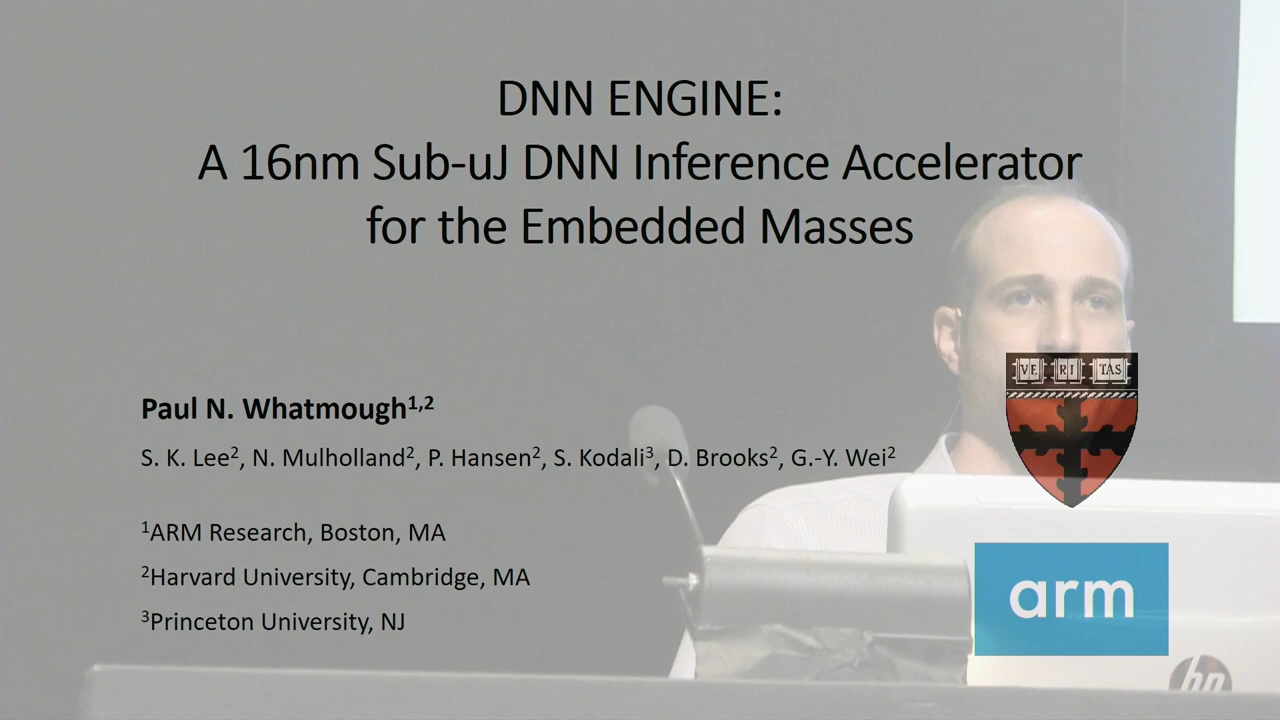 DNN ENGINE:
A 16nm Sub-uJ DNN Inference Accelerator
for the Embedded Masses
Paul N. Whatmough1,2
S. K. Lee2, N. Mulholland2, P. Hansen2, S. Kodali3, D. Brooks2, G.-Y. Wei2
VE RI TAS
1ARM Research, Boston, MA
2Harvard University, Cambridge, MA
3Princeton University, NJ
arm
hp